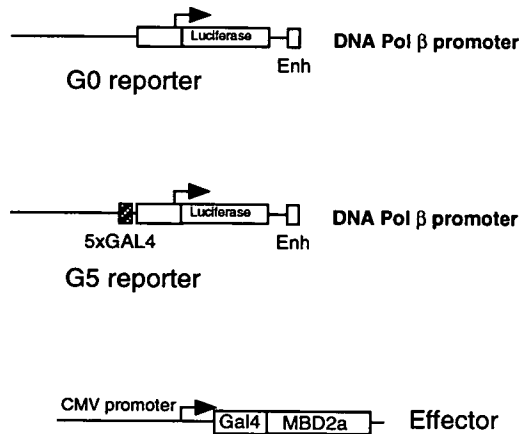 Luciferase
DNA Pol β promoter
Enh
G0 reporter
Luciferase
DNA Pol β promoter
5xGAL4
Enh
G5 reporter
CMV promoter
Gal4
MBD2a
Effector